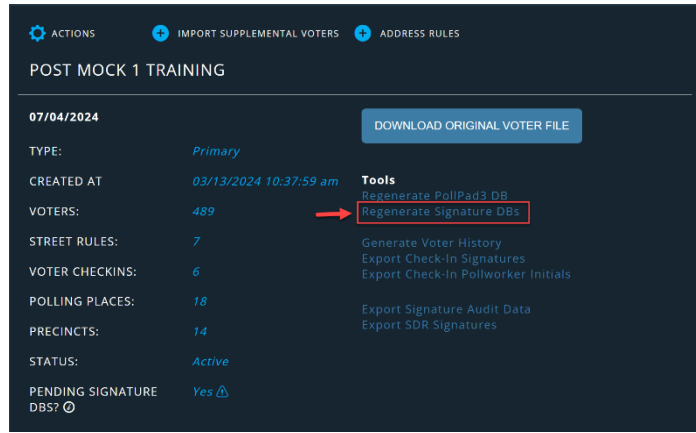 ACTIONS IMPORT SUPPLEMENTAL VOTERS ADDRESS RULES
POST MOCK 1 TRAINING
07/04/2024
DOWNLOAD ORIGINAL VOTER FILE
TYPE: Primary
CREATED AT 03/13/2024 10:37:59 am
VOTERS: 489
STREET RULES: 7
VOTER CHECKINS: 6
POLLING PLACES: 18
PRECINCTS: 14
STATUS: Active
PENDING SIGNATURE DBS? Yes
Tools
Regenerate PollPad3 DB
Regenerate Signature DBs
Generate Voter History
Export Check-In Signatures
Export Check-In Pollworker Initials
Export Signature Audit Data
Export SDR Signatures